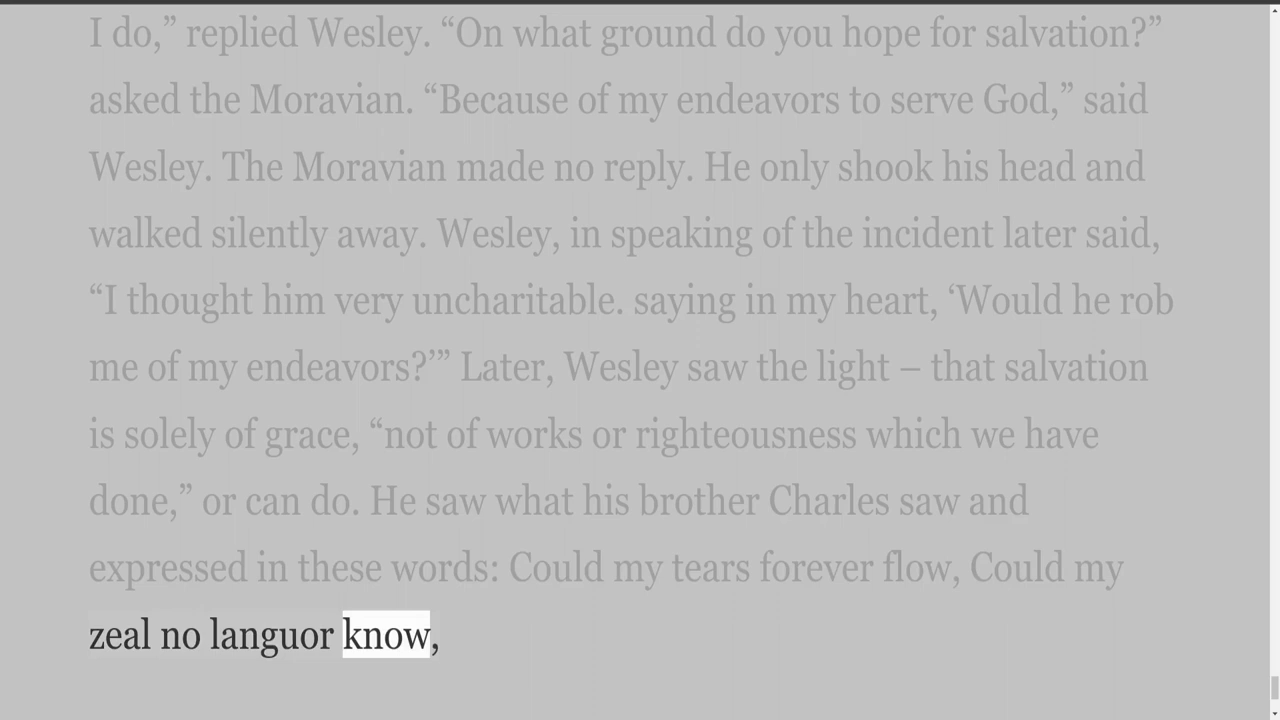 I do,” replied Wesley. “On what ground do you hope for salvation?”
asked the Moravian. “Because of my endeavors to serve God,” said
Wesley. The Moravian made no reply. He only shook his head and
walked silently away. Wesley, in speaking of the incident later said,
“I thought him very uncharitable. saying in my heart, ‘Would he rob
me of my endeavors?’” Later, Wesley saw the light – that salvation
is solely of grace, “not of works or righteousness which we have
done,” or can do. He saw what his brother Charles saw and
expressed in these words: Could my tears forever flow, Could my
zeal no languor know,